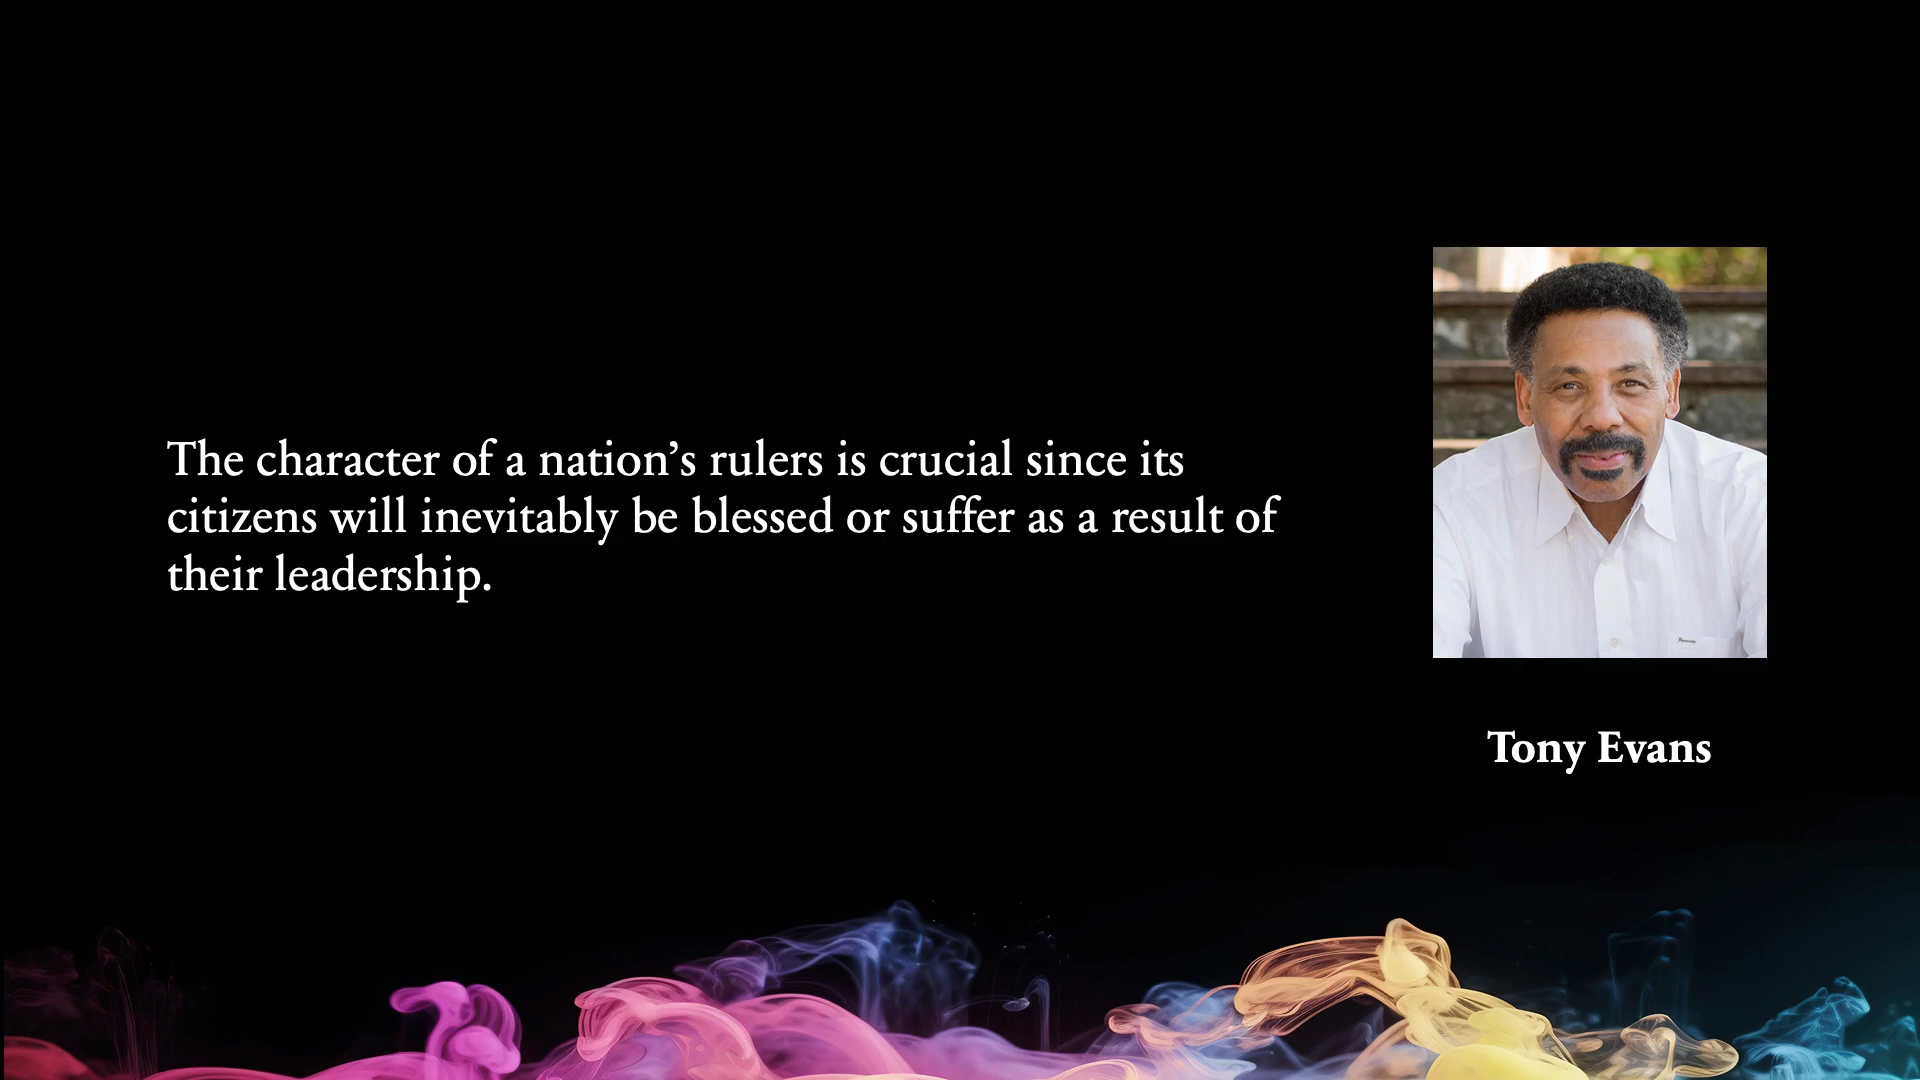 The character of a nation’s rulers is crucial since its
citizens will inevitably be blessed or suffer as a result of
their leadership.
Tony Evans